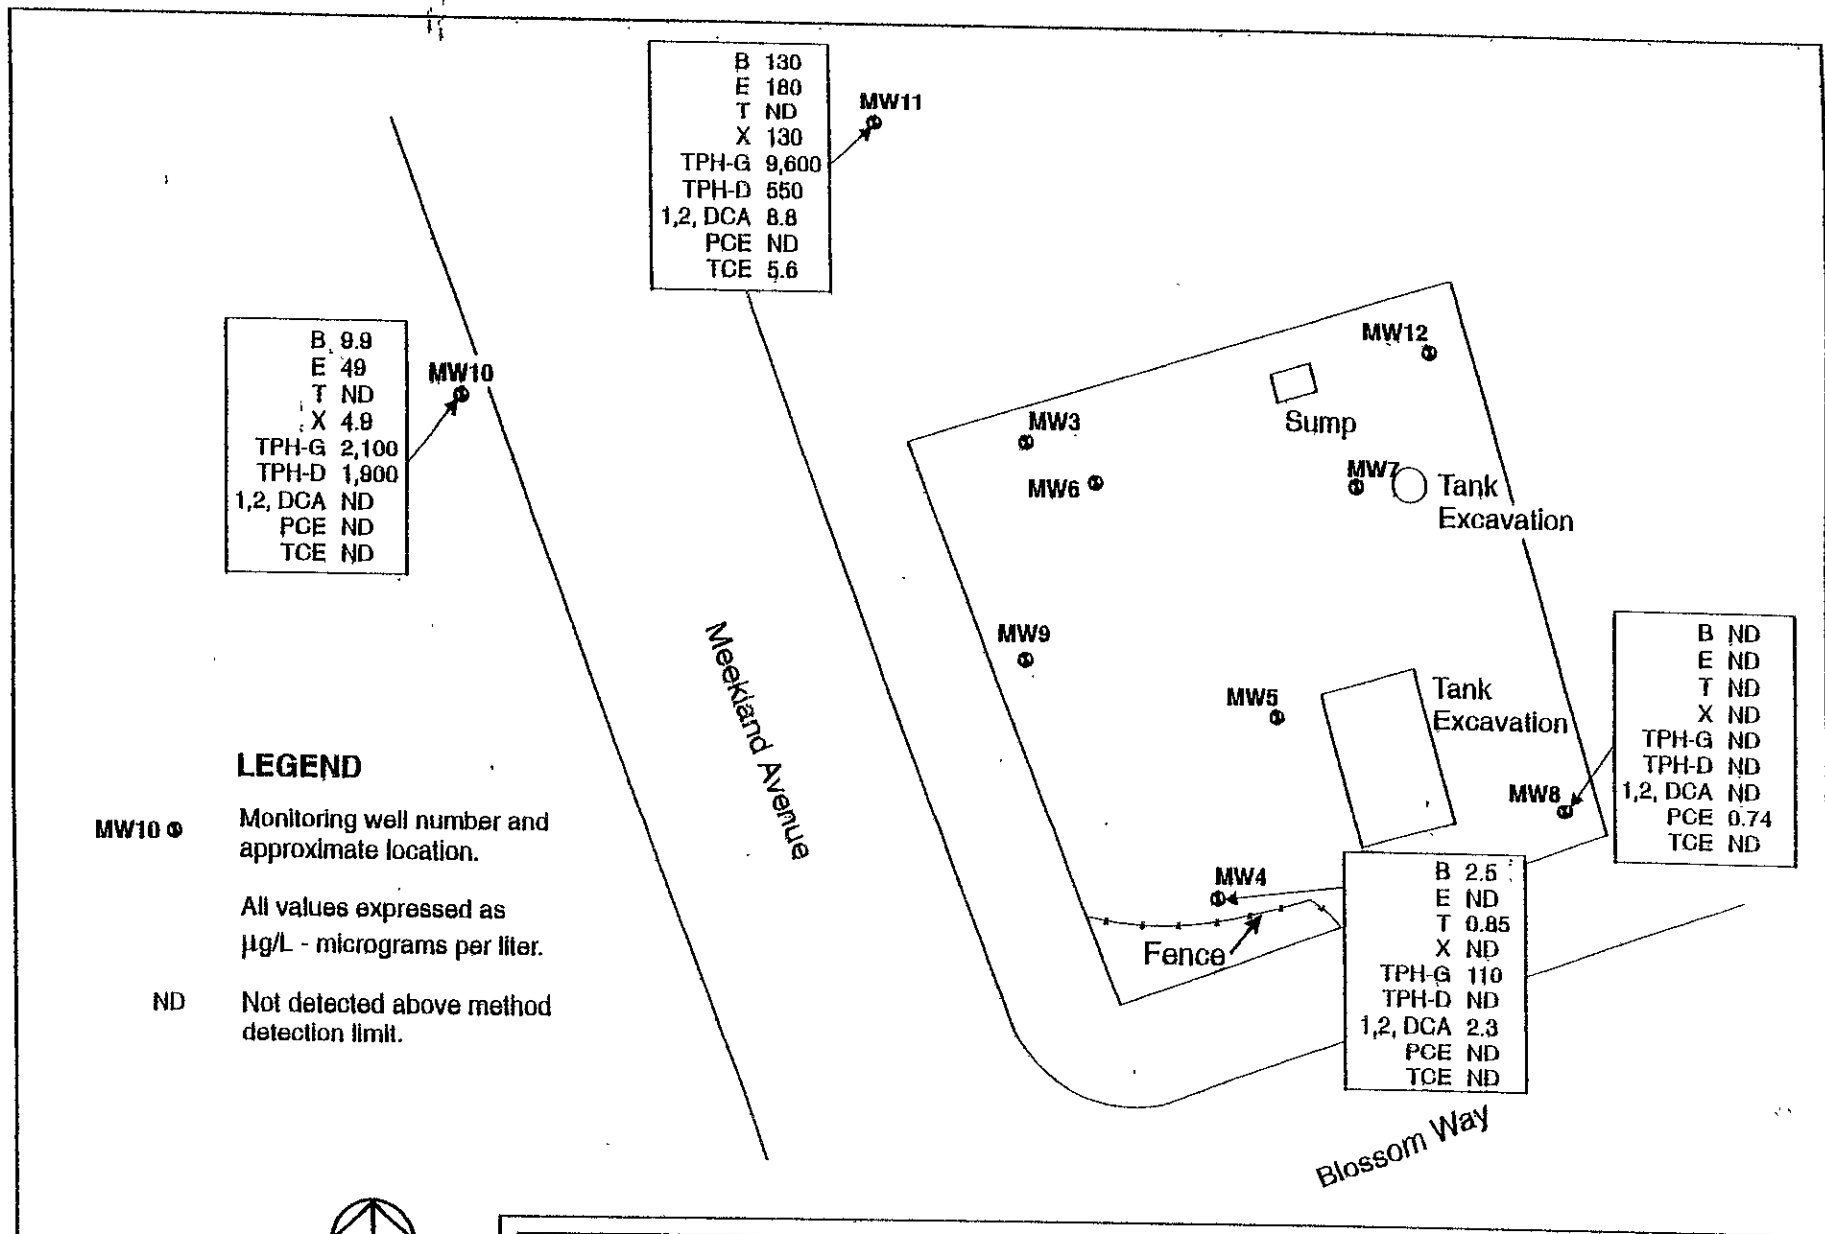 B 130
E 180
T ND
X 130
TPH-G 9,600
TPH-D 550
1,2, DCA 8.8
PCE ND
TCE 5.6
MW11
B 9.9
E 49
T ND
X 4.9
TPH-G 2,100
TPH-D 1,900
1,2, DCA ND
PCE ND
TCE ND
MW10
MW12
Sump
MW3
MW6
MW7
Tank
Excavation
MW9
Meekland Avenue
MW5
Tank
Excavation
B ND
E ND
T ND
X ND
TPH-G ND
TPH-D ND
1,2, DCA ND
PCE 0.74
TCE ND
MW8
LEGEND
MW10
Monitoring well number and
approximate location.
All values expressed as
µg/L - micrograms per liter.
ND Not detected above method
detection limit.
MW4
Fence
B 2.5
E ND
T 0.85
X ND
TPH-G 110
TPH-D ND
1,2, DCA 2.3
PCE ND
TCE ND
Blossom Way